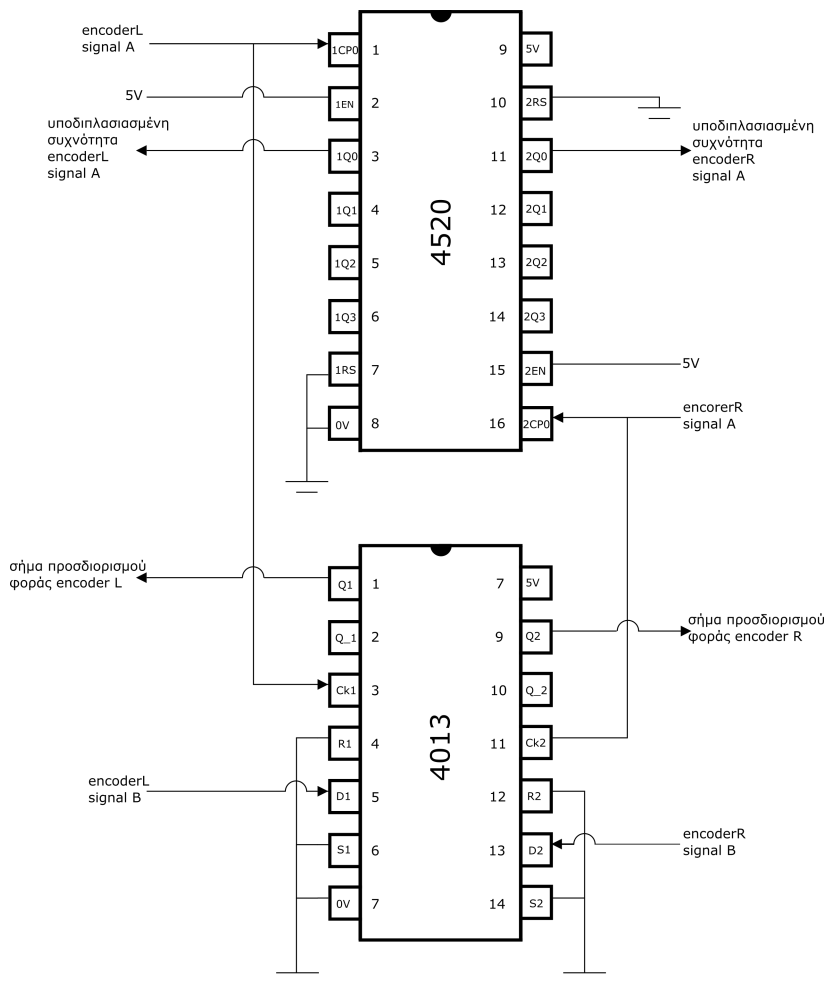 encoderL
signal A
5V
υποδιπλασιασμένη
συχνότητα
encoderL
signal A
1CP0 1
1EN 2
1Q0 3
1Q1 4
1Q2 5
1Q3 6
1RS 7
0V 8
4520
9 5V
10 2RS
11 2Q0
12 2Q1
13 2Q2
14 2Q3
15 2EN
16 2CP0
υποδιπλασιασμένη
συχνότητα
encoderR
signal A
5V
encorerR
signal A
σήμα προσδιορισμού
φοράς encoder L
encoderL
signal B
Q1 1
Q_1 2
Ck1 3
R1 4
D1 5
S1 6
0V 7
4013
7 5V
9 Q2
10 Q_2
11 Ck2
12 R2
13 D2
14 S2
σήμα προσδιορισμού
φοράς encoder R
encoderR
signal B